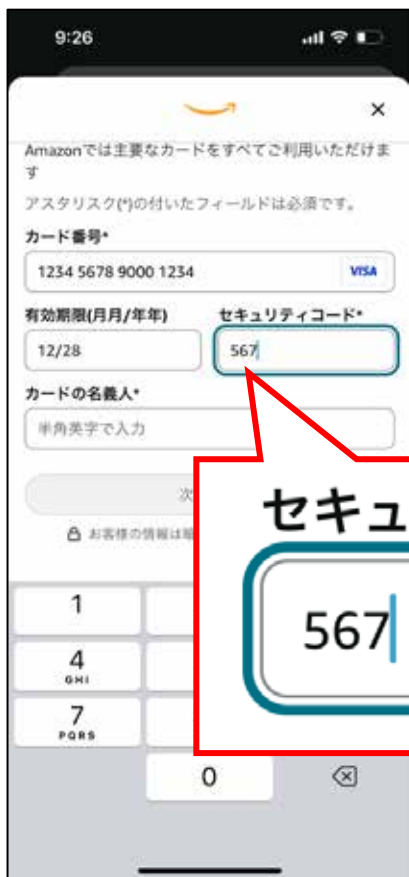 9:26
Amazonでは主要なカードをすべてご利用いただけま
す
アスタリスク(*)の付いたフィールドは必須です。
カード番号*
1234 5678 9000 1234
VISA
有効期限(月月/年年)
セキュリティコード*
12/28
567
カードの名義人*
半角英字で入力
次
お客様の情報は暗
セキュ
567
1
4
GHI
7
PQRS
0